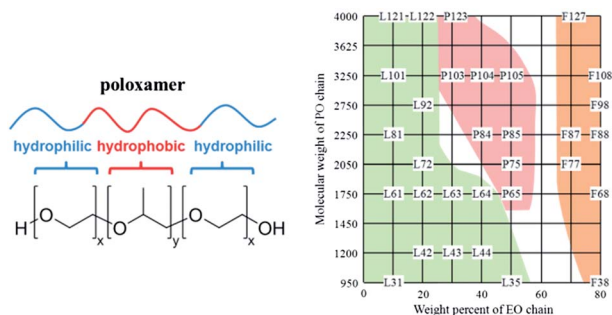 poloxamer
hydrophilic hydrophobic hydrophilic
H O x O y O x OH
Molecular weight of PO chain
4000 L121 L122 P123 F127
3625
3250 L101 P103 P104 P105 F108
2750 L92 F98
2250 L81 P84 P85 F87 F88
2050 L72 P75 F77
1750 L61 L62 L63 L64 P65 F68
1450
1200 L42 L43 L44
950 L31 L35 F38
0 20 40 60 80
Weight percent of EO chain